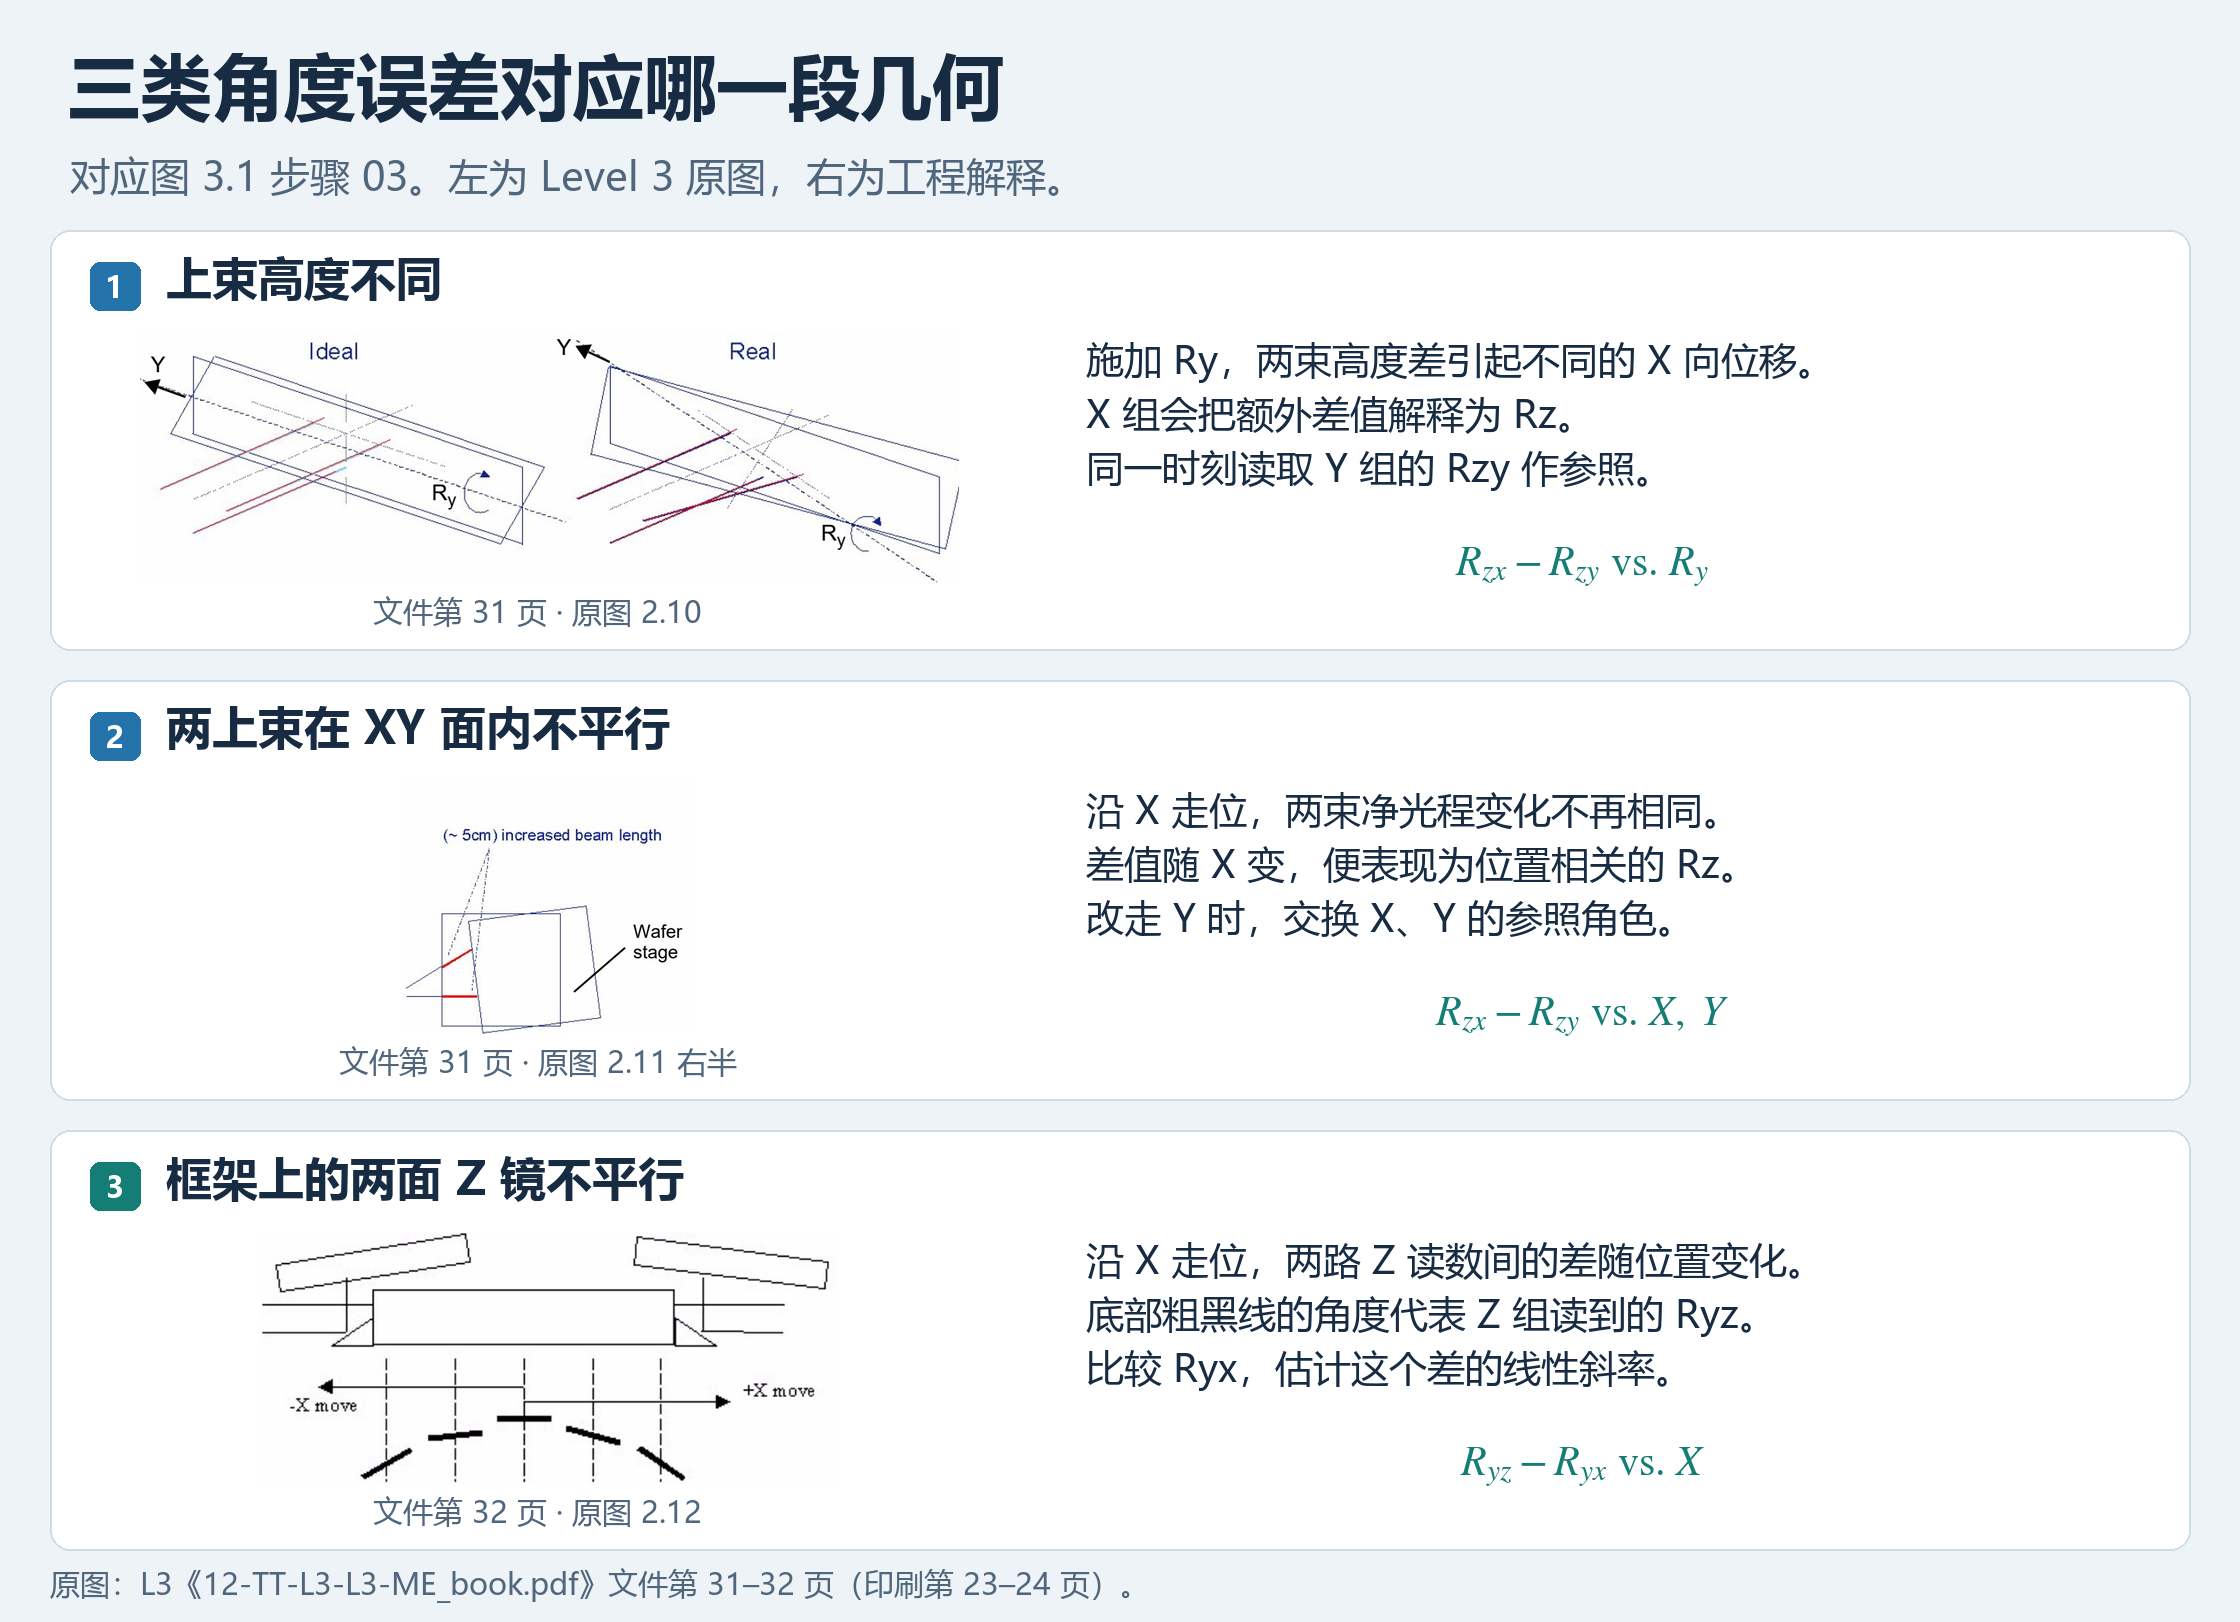 三类角度误差对应哪一段几何
对应图 3.1 步骤 03。左为 Level 3 原图，右为工程解释。
1 上束高度不同
Y
Ideal
Ry
Y
Real
Ry
文件第 31 页 · 原图 2.10
施加 Ry，两束高度差引起不同的 X 向位移。
X 组会把额外差值解释为 Rz。
同一时刻读取 Y 组的 Rzy 作参照。
Rzx − Rzy vs. Ry
2 两上束在 XY 面内不平行
(~ 5cm) increased beam length
Wafer
stage
文件第 31 页 · 原图 2.11 右半
沿 X 走位，两束净光程变化不再相同。
差值随 X 变，便表现为位置相关的 Rz。
改走 Y 时，交换 X、Y 的参照角色。
Rzx − Rzy vs. X, Y
3 框架上的两面 Z 镜不平行
-X move
+X move
文件第 32 页 · 原图 2.12
沿 X 走位，两路 Z 读数间的差随位置变化。
底部粗黑线的角度代表 Z 组读到的 Ryz。
比较 Ryx，估计这个差的线性斜率。
Ryz − Ryx vs. X
原图：L3《12-TT-L3-L3-ME_book.pdf》文件第 31–32 页（印刷第 23–24 页）。